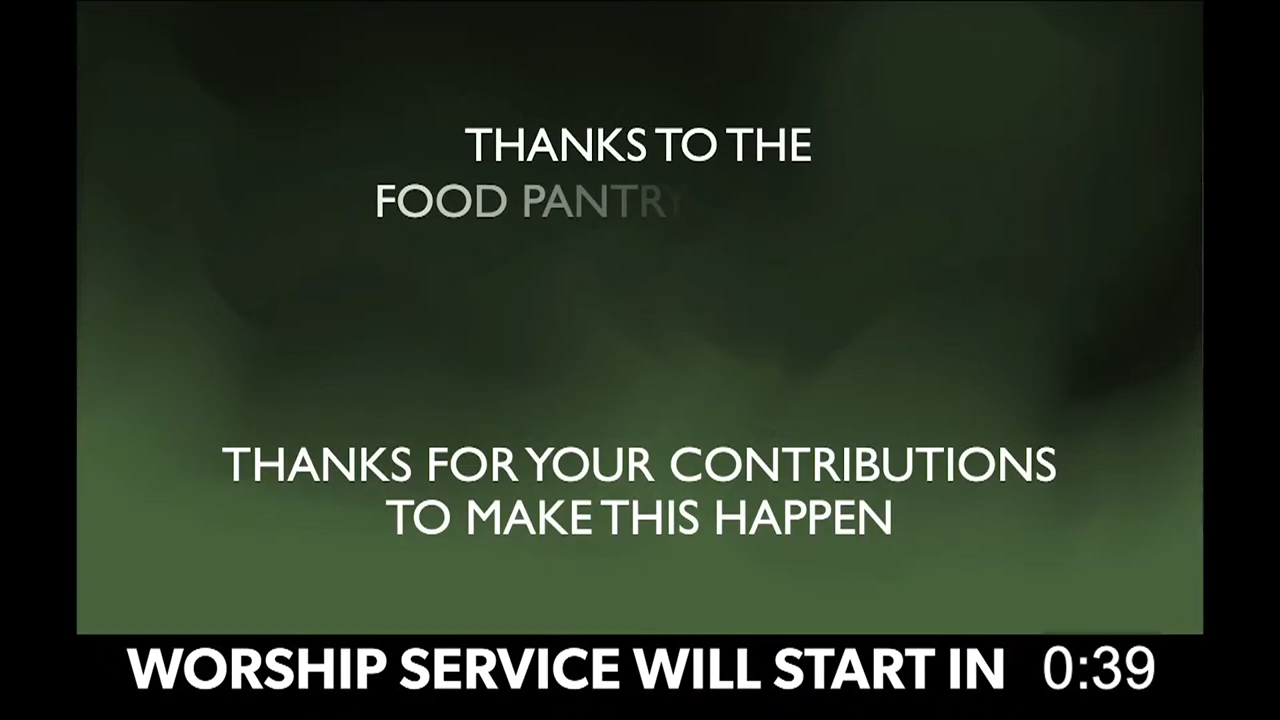 THANKS TO THE
FOOD PANTRY
THANKS FOR YOUR CONTRIBUTIONS
TO MAKE THIS HAPPEN
WORSHIP SERVICE WILL START IN 0:39